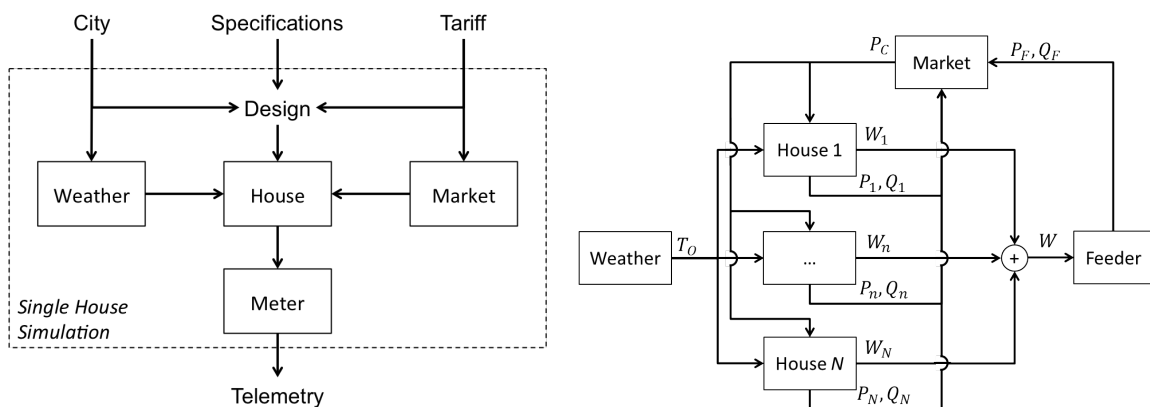 City
Specifications
Tariff
Design
Weather
House
Market
Meter
Single House
Simulation
Telemetry
P_C
Market
P_F, Q_F
House 1
W_1
P_1, Q_1
Weather
T_O
...
W_n
P_n, Q_n
+
W
Feeder
House N
W_N
P_N, Q_N